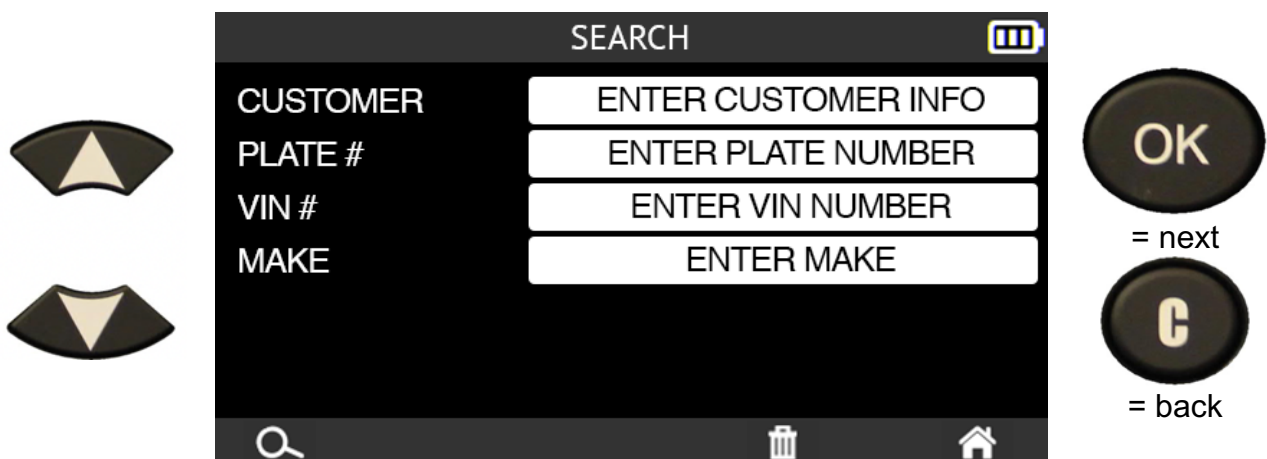 SEARCH
CUSTOMER ENTER CUSTOMER INFO
PLATE # ENTER PLATE NUMBER
VIN # ENTER VIN NUMBER
MAKE ENTER MAKE
OK
= next
C
= back